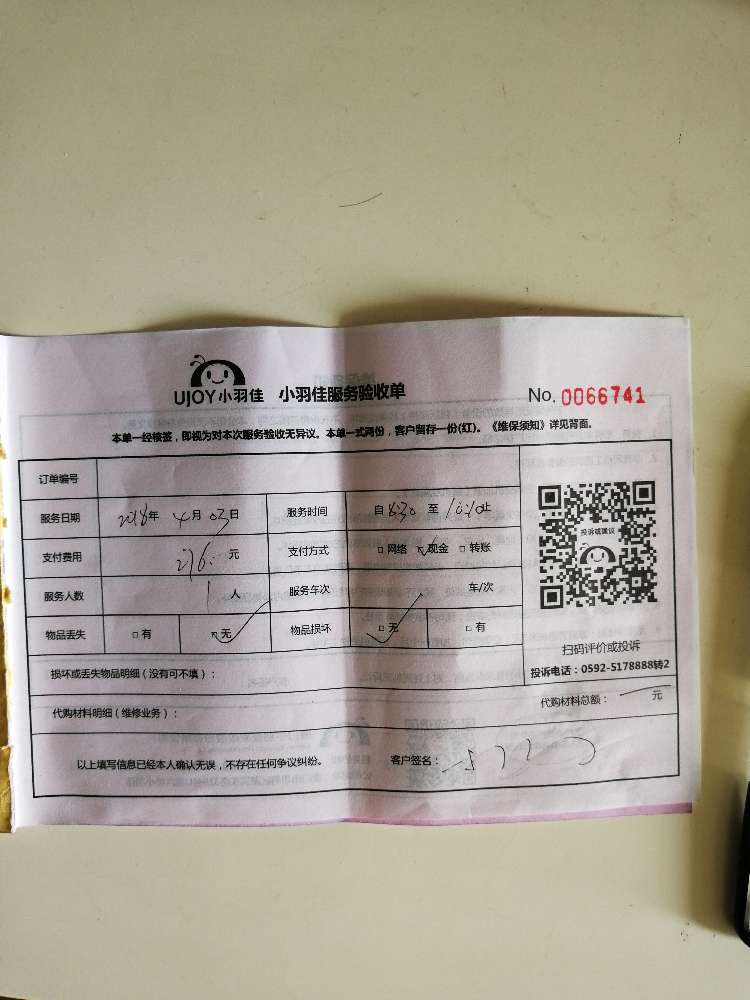 UJOY小羽佳 小羽佳服务验收单 No. 0066741
本单一经核签，即视为对本次服务验收无异议。本单一式两份，客户留存一份(红)。《维保须知》详见背面。
订单编号
服务日期 2018年 4月 03日 服务时间 自 8:30 至 10:10止
支付费用 276 元 支付方式 □网络 □现金 □转账
服务人数 1 人 服务车次 车/次
物品丢失 □有 □无 物品损坏 □无 □有
投诉或建议
扫码评价或投诉
投诉电话：0592-5178888转2
损坏或丢失物品明细（没有可不填）：
代购材料明细（维修业务）： 代购材料总额： 元
以上填写信息已经本人确认无误，不存在任何争议纠纷。 客户签名：